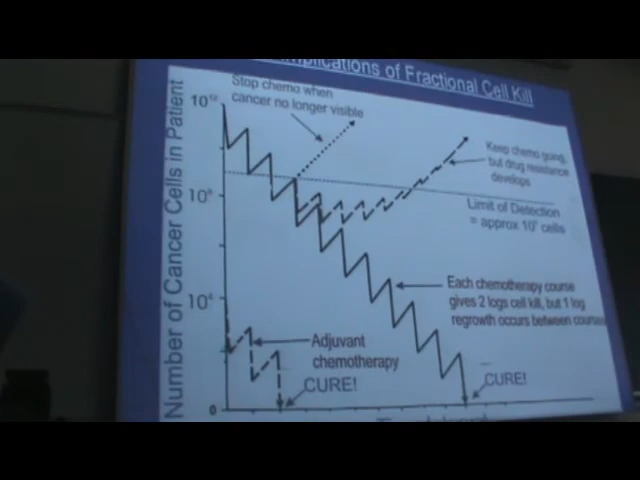 of Fractional Cell Kill
Stop chemo when
cancer no longer visible
Number of Cancer Cells in Patient
10¹²
Keep chemo going,
but drug resistance
develops
10⁸
Limit of Detection
= approx 10⁹ cells
Each chemotherapy course
gives 2 logs cell kill, but 1 log
regrowth occurs between courses
10⁴
Adjuvant
chemotherapy
CURE!
CURE!
0